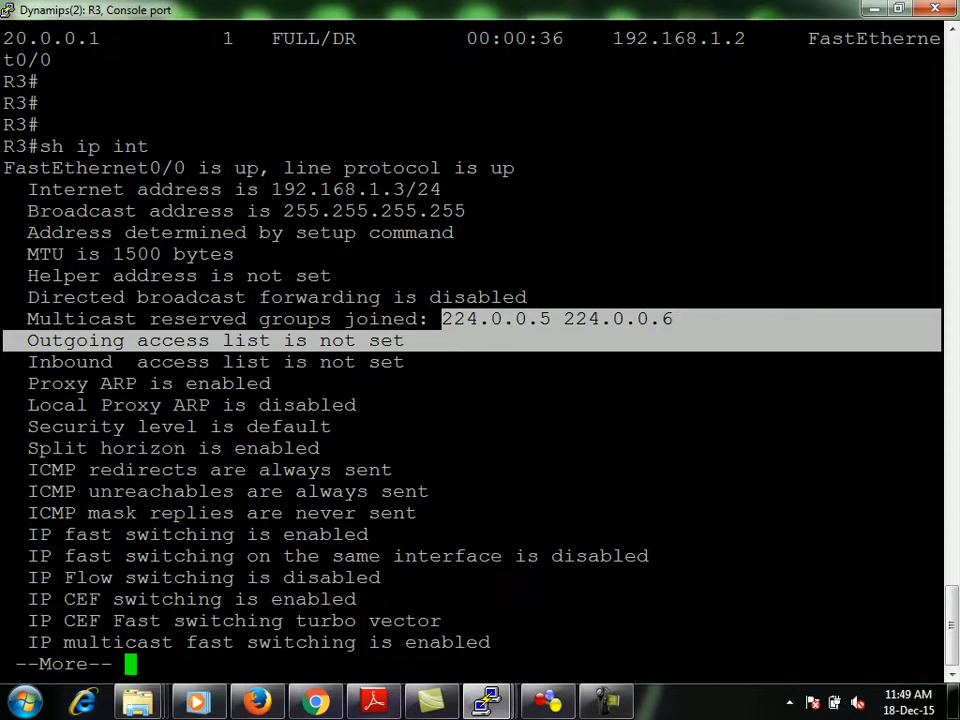 Dynamips(2): R3, Console port
20.0.0.1 1 FULL/DR 00:00:36 192.168.1.2 FastEtherne
t0/0
R3#
R3#
R3#
R3#sh ip int
FastEthernet0/0 is up, line protocol is up
Internet address is 192.168.1.3/24
Broadcast address is 255.255.255.255
Address determined by setup command
MTU is 1500 bytes
Helper address is not set
Directed broadcast forwarding is disabled
Multicast reserved groups joined: 224.0.0.5 224.0.0.6
Outgoing access list is not set
Inbound  access list is not set
Proxy ARP is enabled
Local Proxy ARP is disabled
Security level is default
Split horizon is enabled
ICMP redirects are always sent
ICMP unreachables are always sent
ICMP mask replies are never sent
IP fast switching is enabled
IP fast switching on the same interface is disabled
IP Flow switching is disabled
IP CEF switching is enabled
IP CEF Fast switching turbo vector
IP multicast fast switching is enabled
--More--
11:49 AM
18-Dec-15